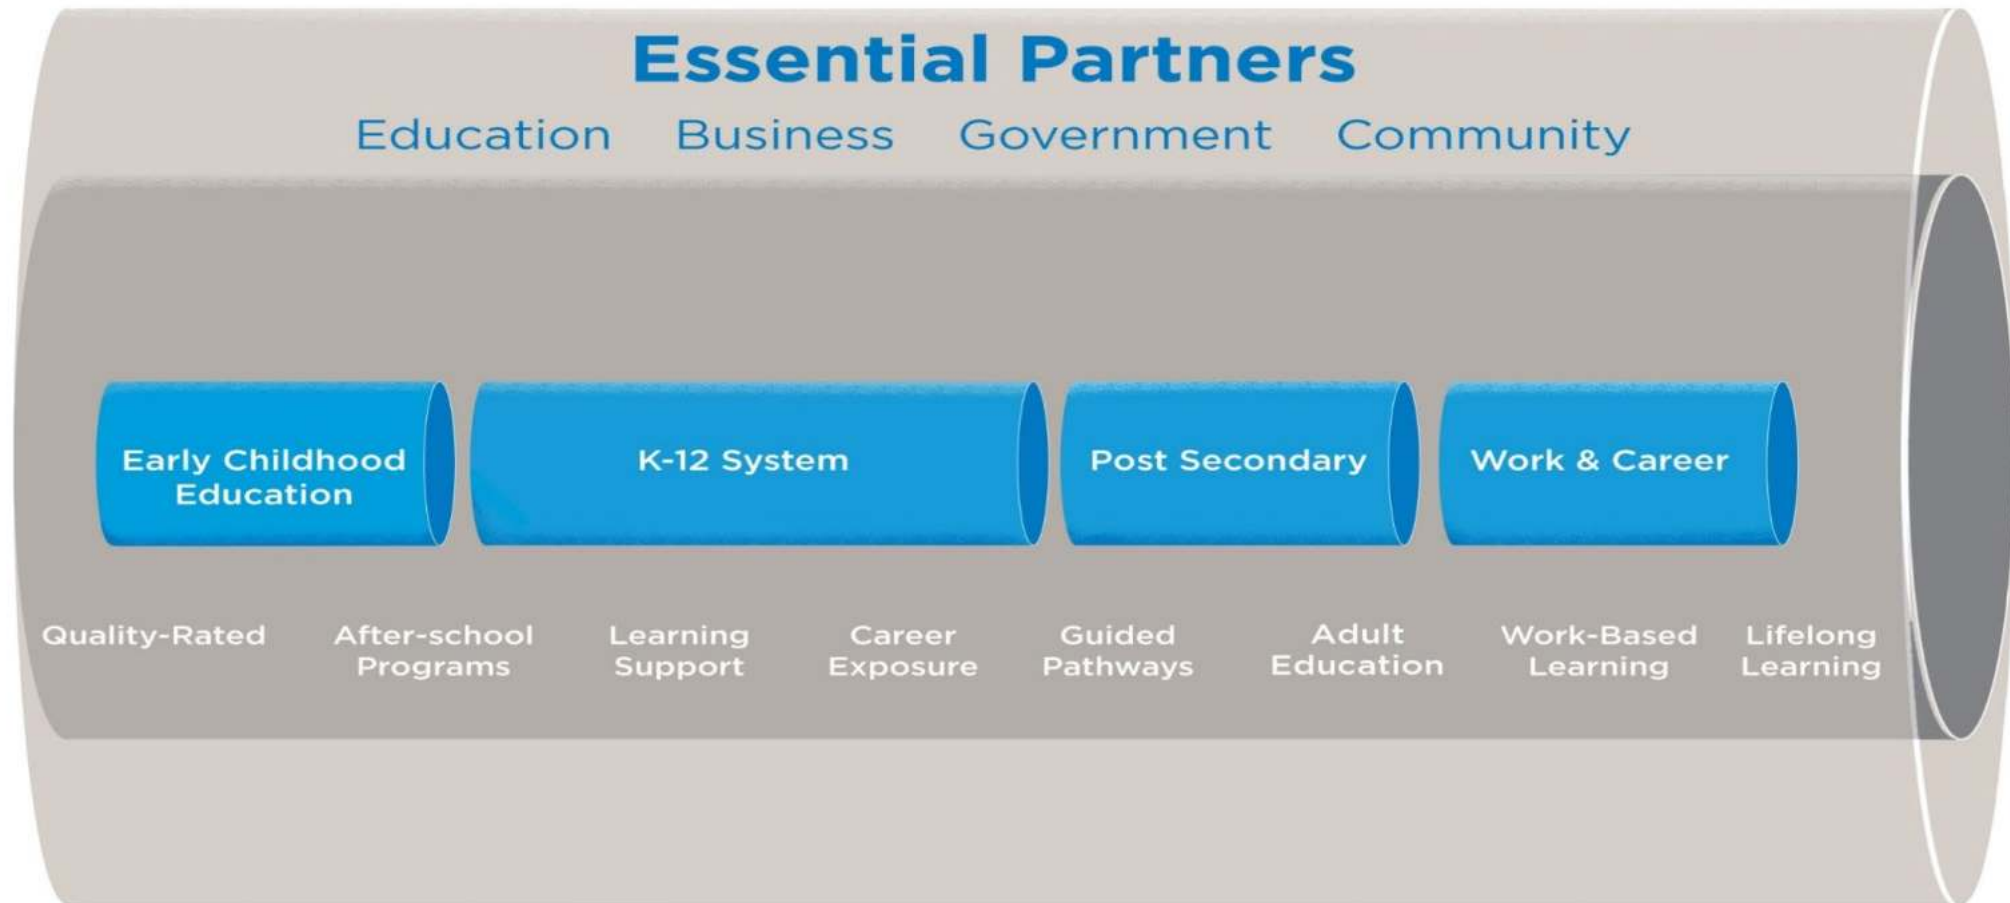 Essential Partners
Education Business Government Community
Early Childhood
Education
K-12 System
Post Secondary
Work & Career
Quality-Rated
After-school
Programs
Learning
Support
Career
Exposure
Guided
Pathways
Adult
Education
Work-Based
Learning
Lifelong
Learning